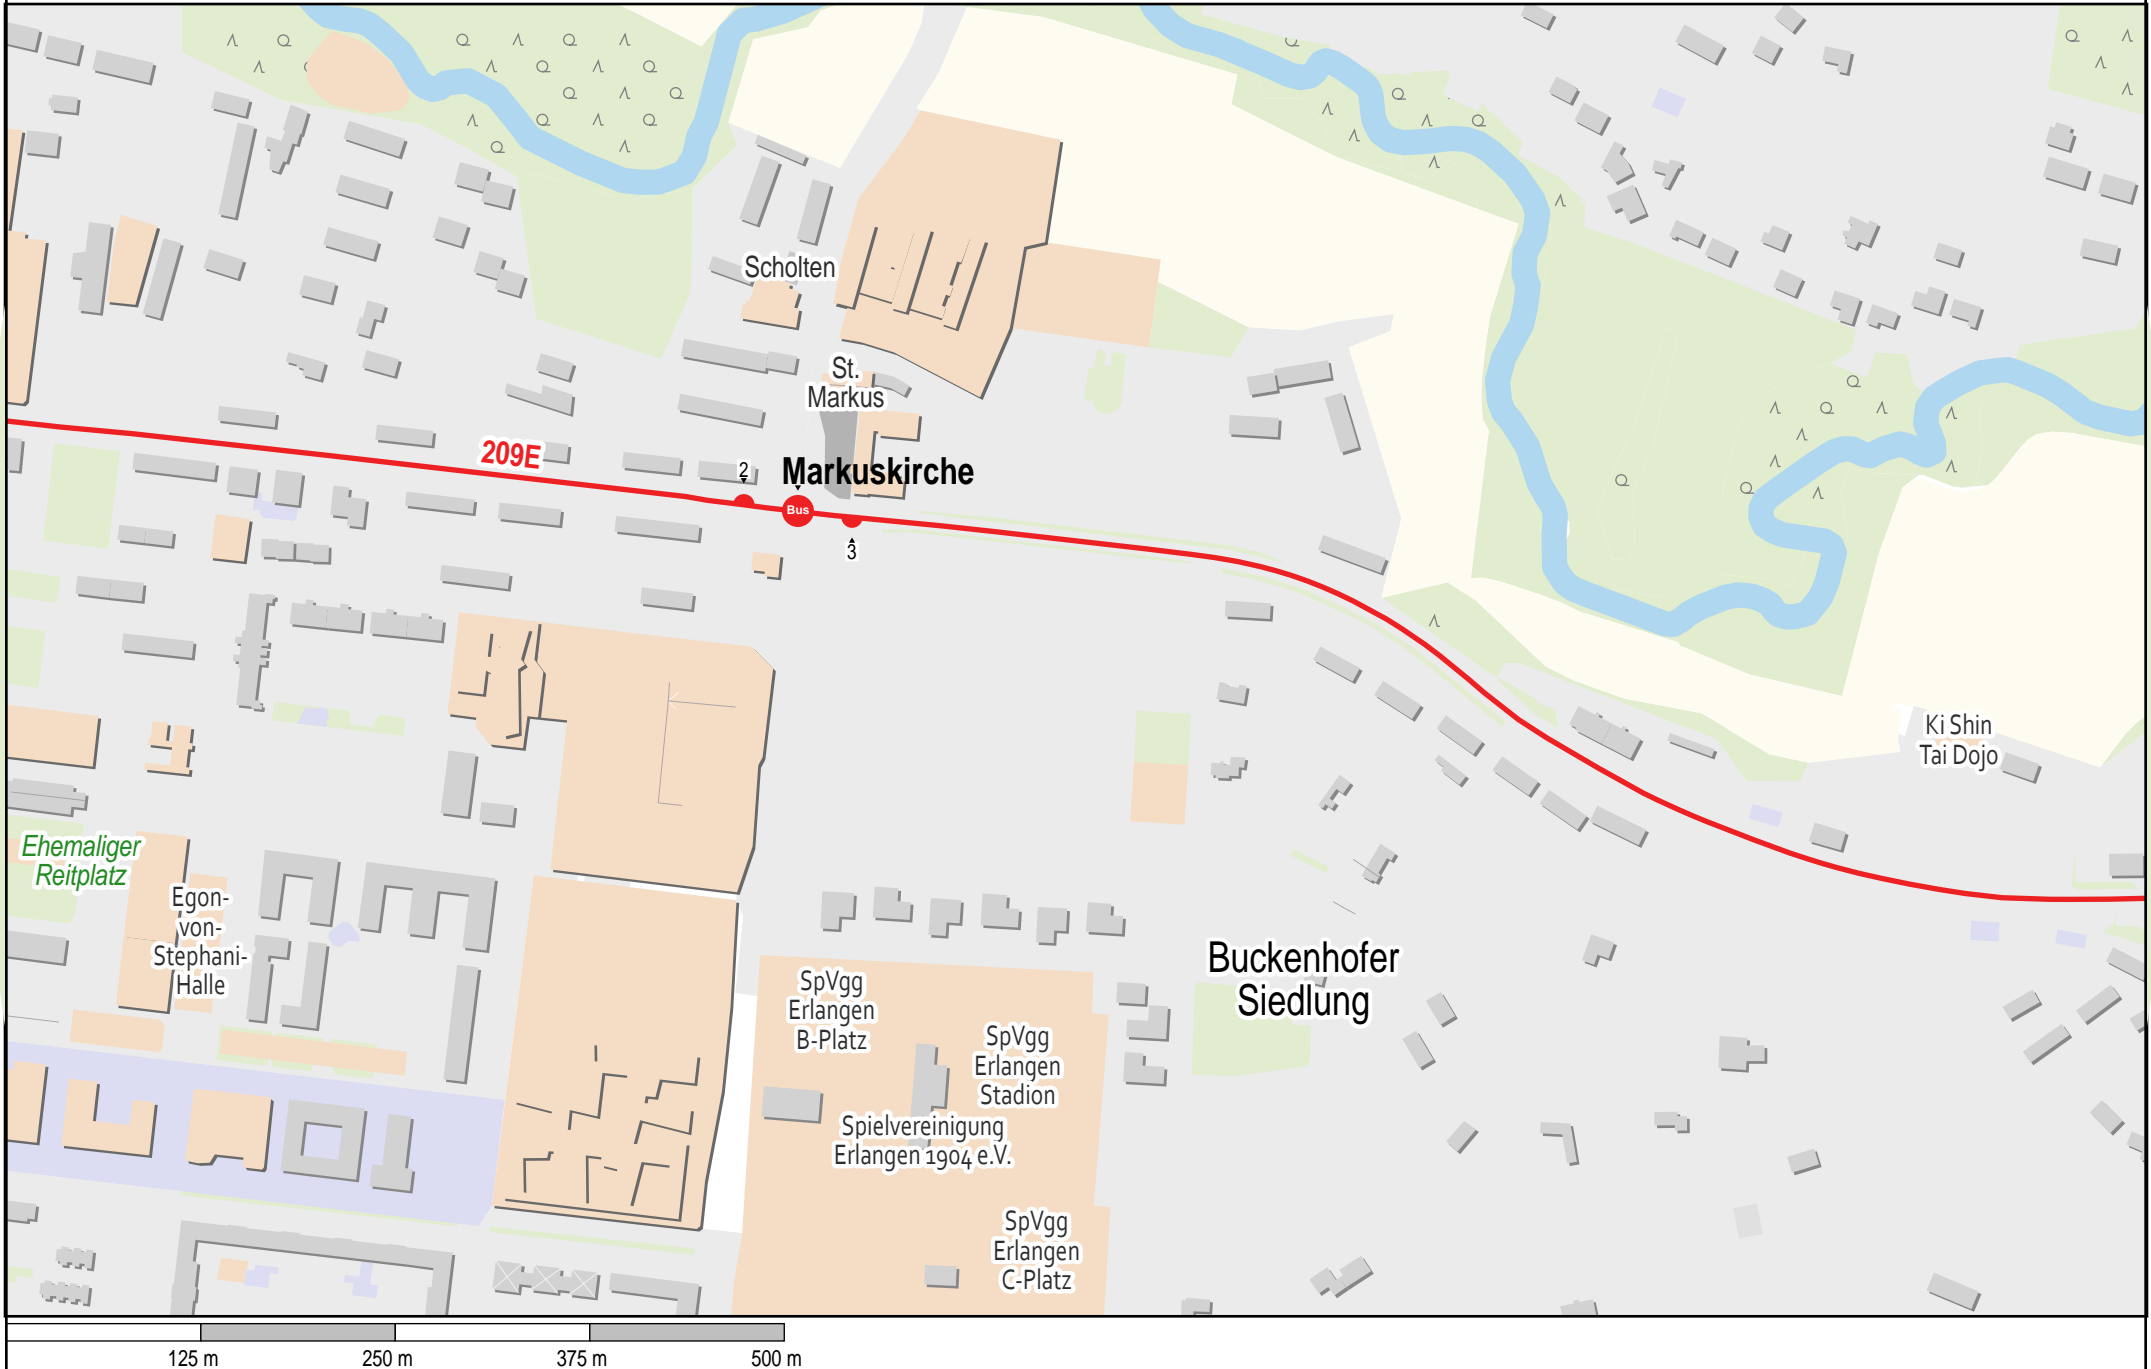 Scholten
St.
Markus
209E
2
Markuskirche
Bus
3
Ki Shin
Tai Dojo
Ehemaliger
Reitplatz
Egon-
von-
Stephani-
Halle
Buckenhofer
Siedlung
SpVgg
Erlangen
B-Platz
SpVgg
Erlangen
Stadion
Spielvereinigung
Erlangen 1904 e.V.
SpVgg
Erlangen
C-Platz
125 m
250 m
375 m
500 m